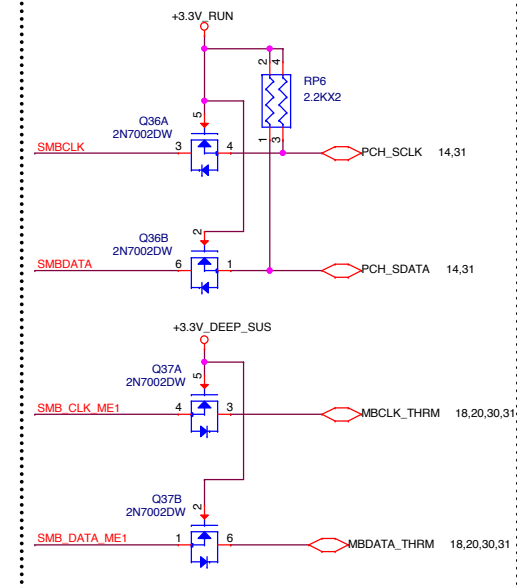 +3.3V_RUN
2 4
RP6
2.2KX2
1 3
Q36A
2N7002DW
5
SMBCLK 3 4 PCH_SCLK 14,31
Q36B
2N7002DW
2
SMBDATA 6 1 PCH_SDATA 14,31
+3.3V_DEEP_SUS
Q37A
2N7002DW
5
SMB_CLK_ME1 4 3 MBCLK_THRM 18,20,30,31
Q37B
2N7002DW
2
SMB_DATA_ME1 1 6 MBDATA_THRM 18,20,30,31